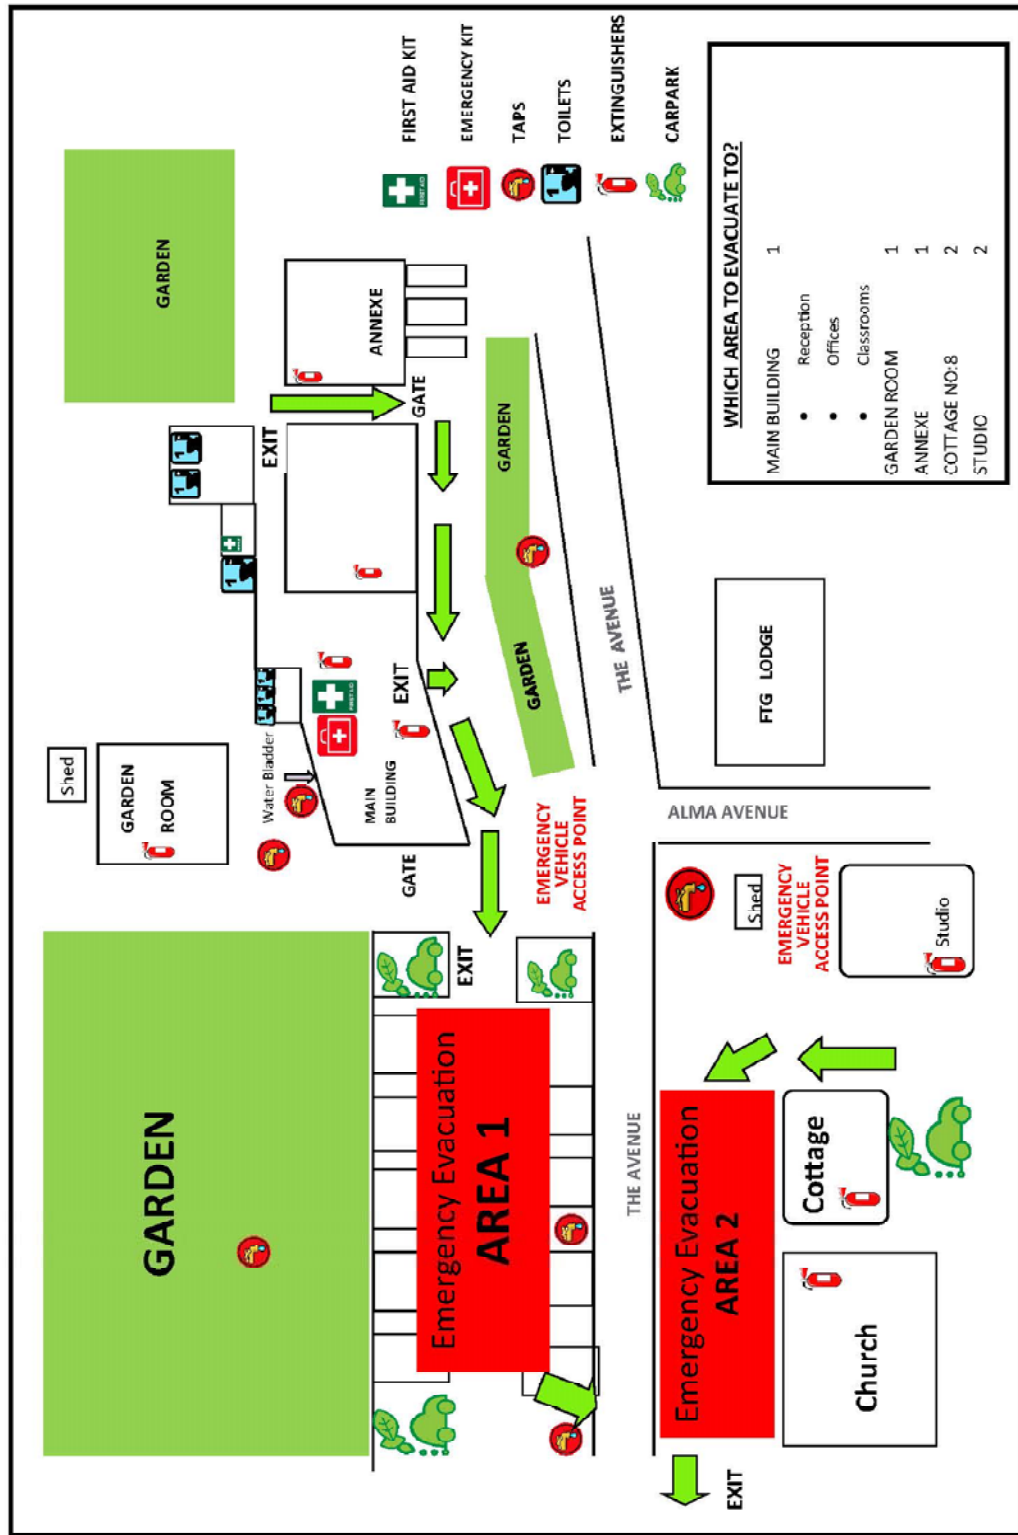 GARDEN
Emergency Evacuation
AREA 1
THE AVENUE
Emergency Evacuation
AREA 2
EXIT
Church
Cottage
EXIT
GATE
MAIN
BUILDING
Water Bladder
Shed
GARDEN
ROOM
EMERGENCY
VEHICLE
ACCESS POINT
Shed
EMERGENCY
VEHICLE
ACCESS POINT
Studio
ALMA AVENUE
FTG LODGE
THE AVENUE
EXIT
GARDEN
GARDEN
EXIT
GATE
ANNEXE
GARDEN
FIRST AID
FIRST AID KIT
EMERGENCY KIT
TAPS
TOILETS
EXTINGUISHERS
CARPARK
FIRST AID
WHICH AREA TO EVACUATE TO?
MAIN BUILDING 1
• Reception
• Offices
• Classrooms
GARDEN ROOM 1
ANNEXE 1
COTTAGE NO:8 2
STUDIO 2